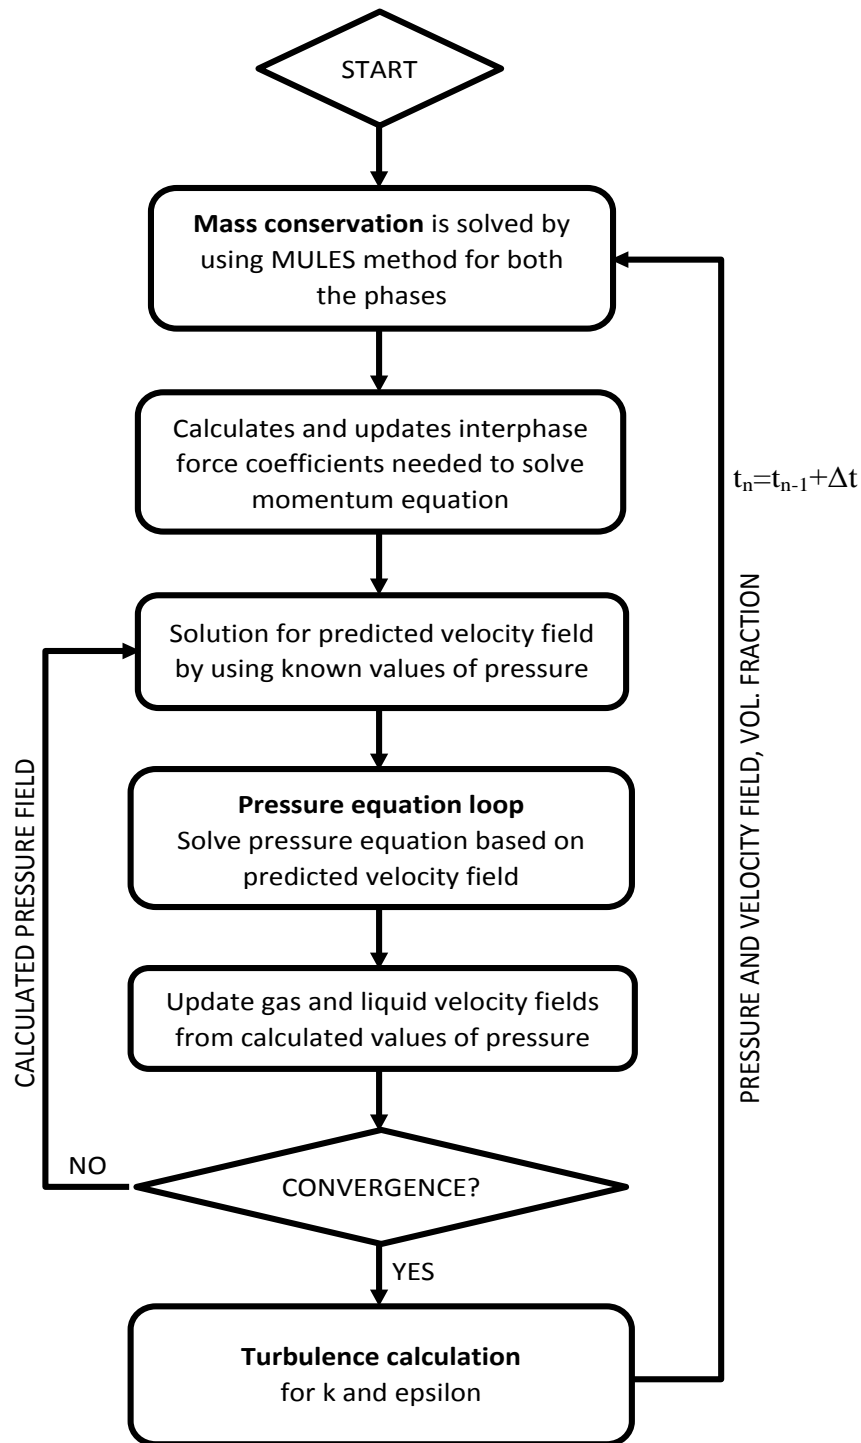 START
Mass conservation is solved by
using MULES method for both
the phases
Calculates and updates interphase
force coefficients needed to solve
momentum equation
tₙ=tₙ₋₁+Δt
Solution for predicted velocity field
by using known values of pressure
PRESSURE AND VELOCITY FIELD, VOL. FRACTION
CALCULATED PRESSURE FIELD
Pressure equation loop
Solve pressure equation based on
predicted velocity field
Update gas and liquid velocity fields
from calculated values of pressure
NO
CONVERGENCE?
YES
Turbulence calculation
for k and epsilon